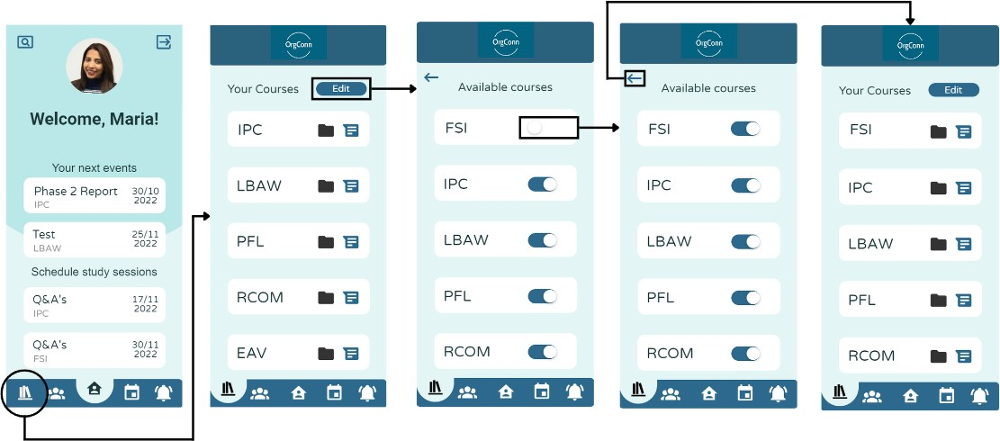 Welcome, Maria!
Your next events
Phase 2 Report 30/10
IPC 2022
Test 25/11
LBAW 2022
Schedule study sessions
Q&A's 17/11
IPC 2022
Q&A's 30/11
FSI 2022
OrgConn
Your Courses Edit
IPC
LBAW
PFL
RCOM
EAV
OrgConn
Available courses
FSI
IPC
LBAW
PFL
RCOM
OrgConn
Available courses
FSI
IPC
LBAW
PFL
RCOM
OrgConn
Your Courses Edit
FSI
IPC
LBAW
PFL
RCOM